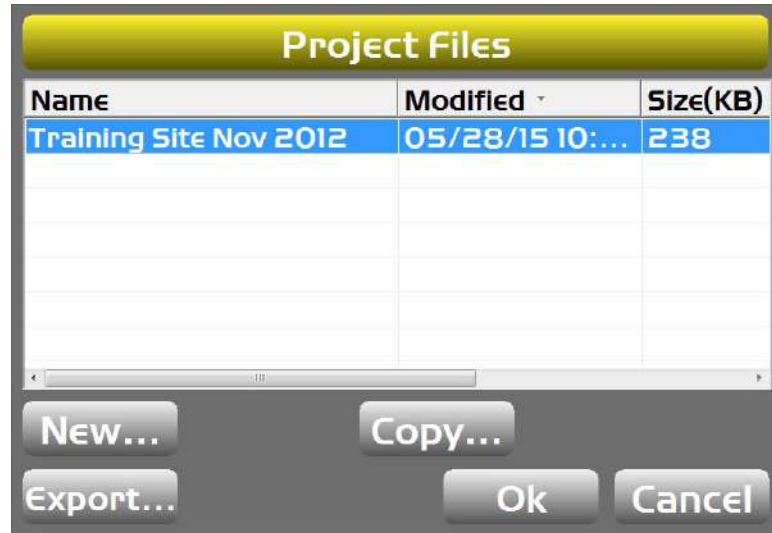 Project Files
Name Modified Size(KB)
Training Site Nov 2012 05/28/15 10:... 238
New... Copy...
Export... Ok Cancel